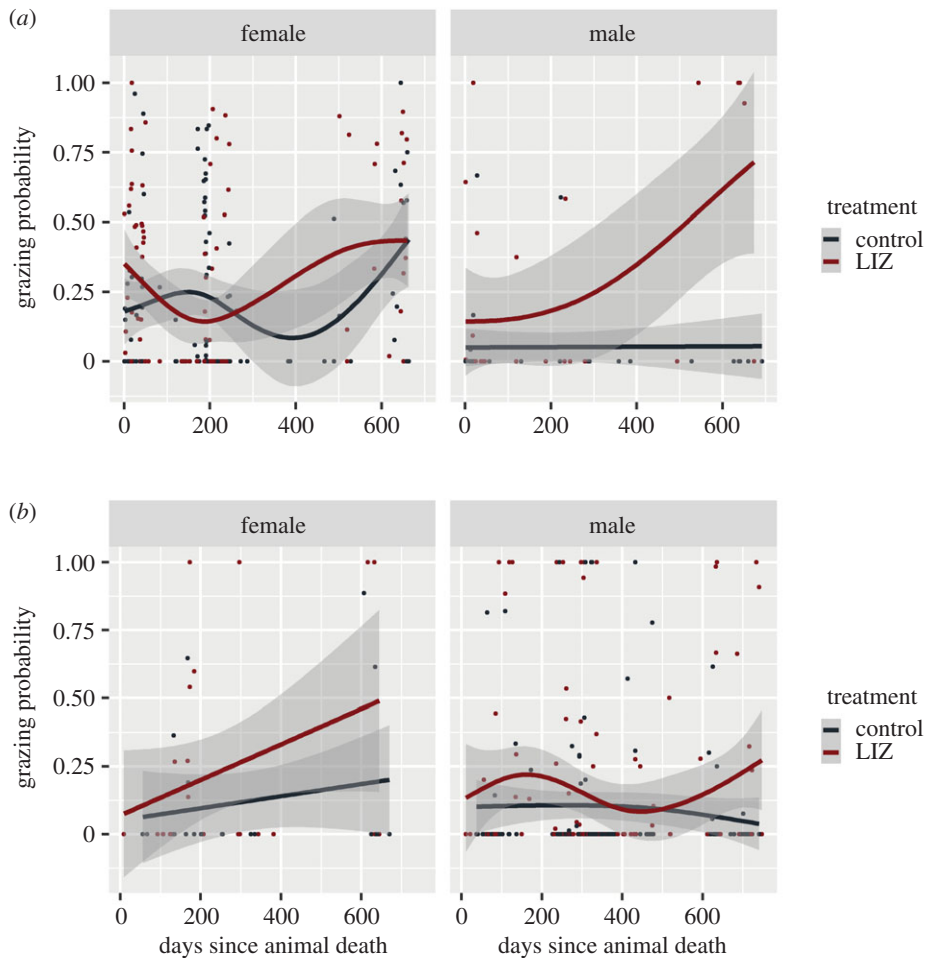 (a)
female
male
1.00
0.75
0.50
0.25
0
grazing probability
0 200 400 600
0 200 400 600
treatment
control
LIZ
(b)
female
male
1.00
0.75
0.50
0.25
0
grazing probability
0 200 400 600
0 200 400 600
days since animal death
days since animal death
treatment
control
LIZ